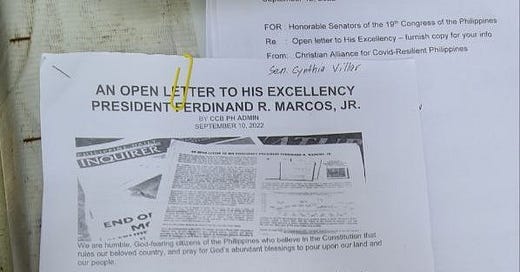 FOR : Honorable Senators of the 19th Congress of the Philippines
Re : Open letter to His Excellency – furnish copy for your info
From: Christian Alliance for Covid-Resilient Philippines
Sen. Cynthia Villar
AN OPEN LETTER TO HIS EXCELLENCY
PRESIDENT FERDINAND R. MARCOS, JR.
BY CCB PH ADMIN
SEPTEMBER 10, 2022
PHILIPPINE DAILY
INQUIRER
END O
We are humble, God-fearing citizens of the Philippines who believe in the Constitution that
rules our beloved country, and pray for God's abundant blessings to pour upon our land and
our people.